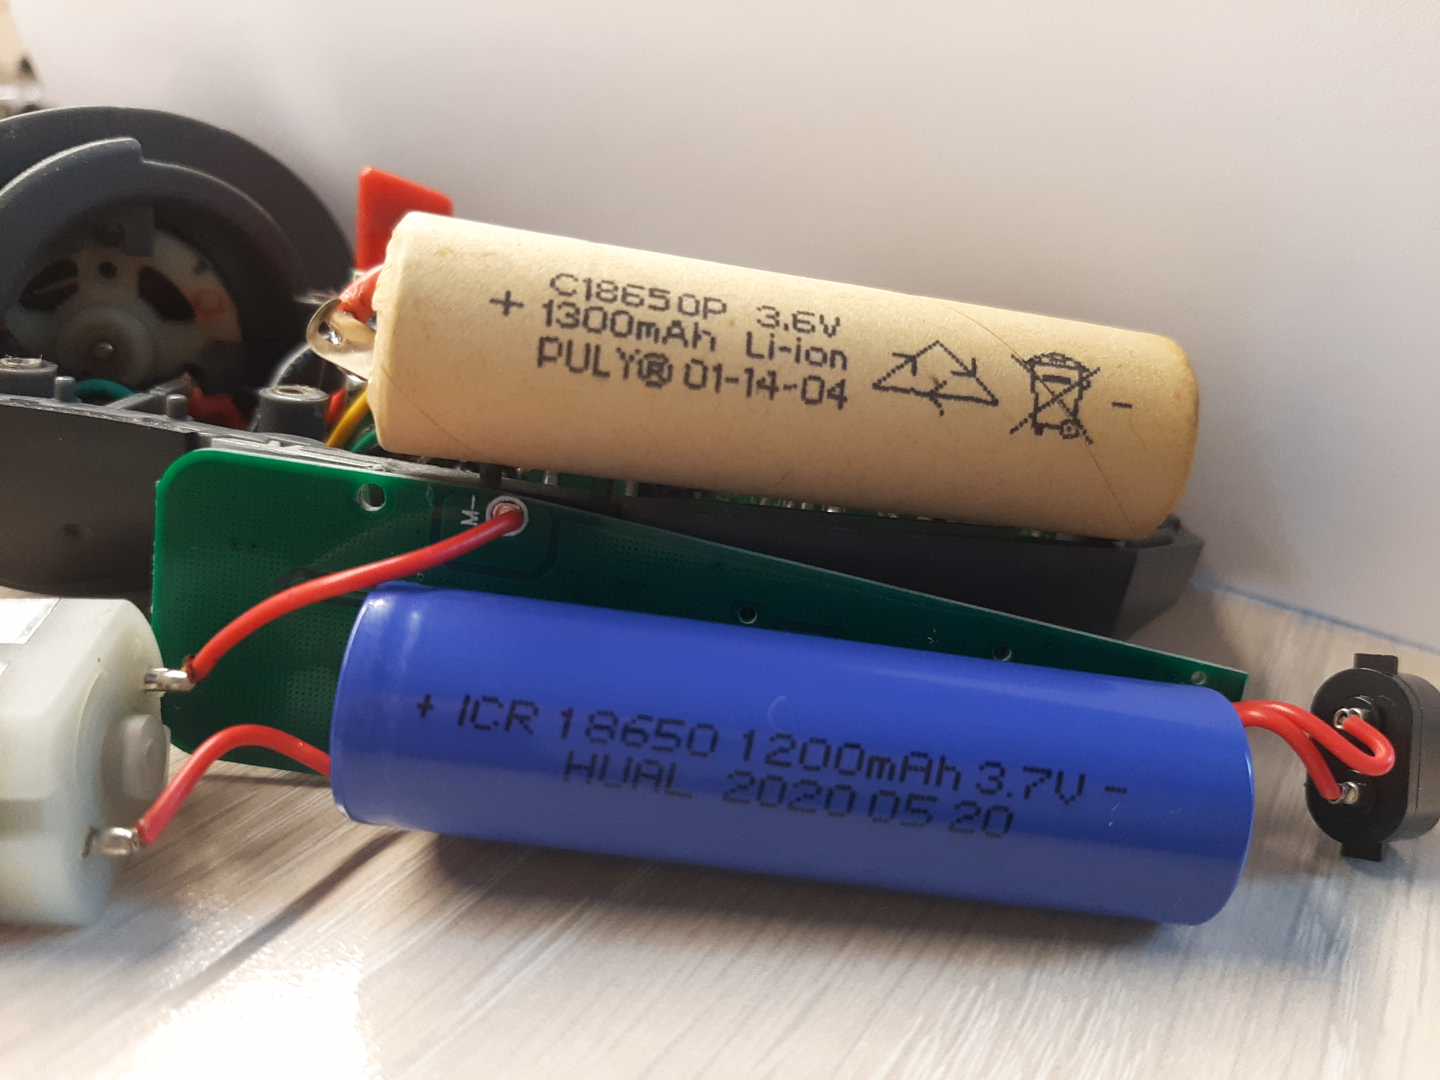 C18650P 3.6V
+ 1300mAh Li-ion
PULY® 01-14-04 -
M-
+ ICR 18650 1200mAh 3.7V -
HUAL 2020 05 20